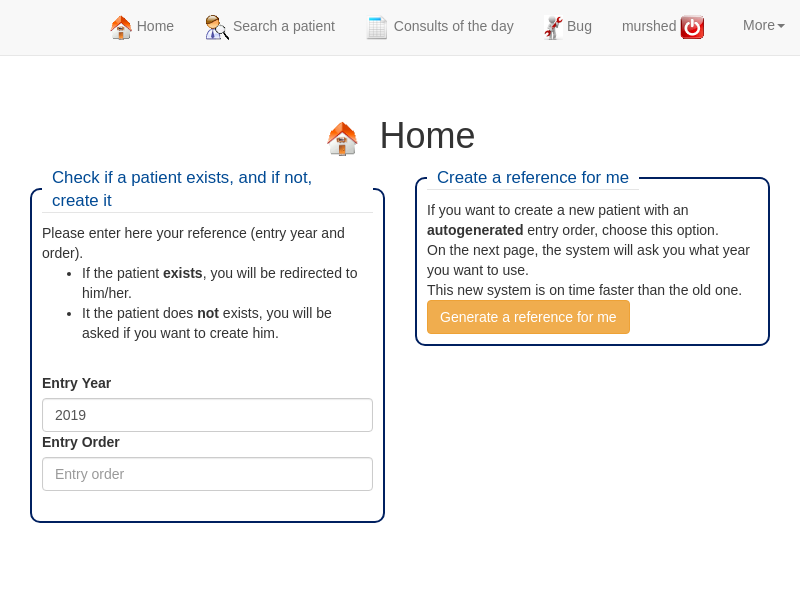 Home
Search a patient
Consults of the day
Bug
murshed
More
Home
Check if a patient exists, and if not,
create it
Please enter here your reference (entry year and
order).
If the patient exists, you will be redirected to
him/her.
It the patient does not exists, you will be
asked if you want to create him.
Entry Year
2019
Entry Order
Entry order
Create a reference for me
If you want to create a new patient with an
autogenerated entry order, choose this option.
On the next page, the system will ask you what year
you want to use.
This new system is on time faster than the old one.
Generate a reference for me